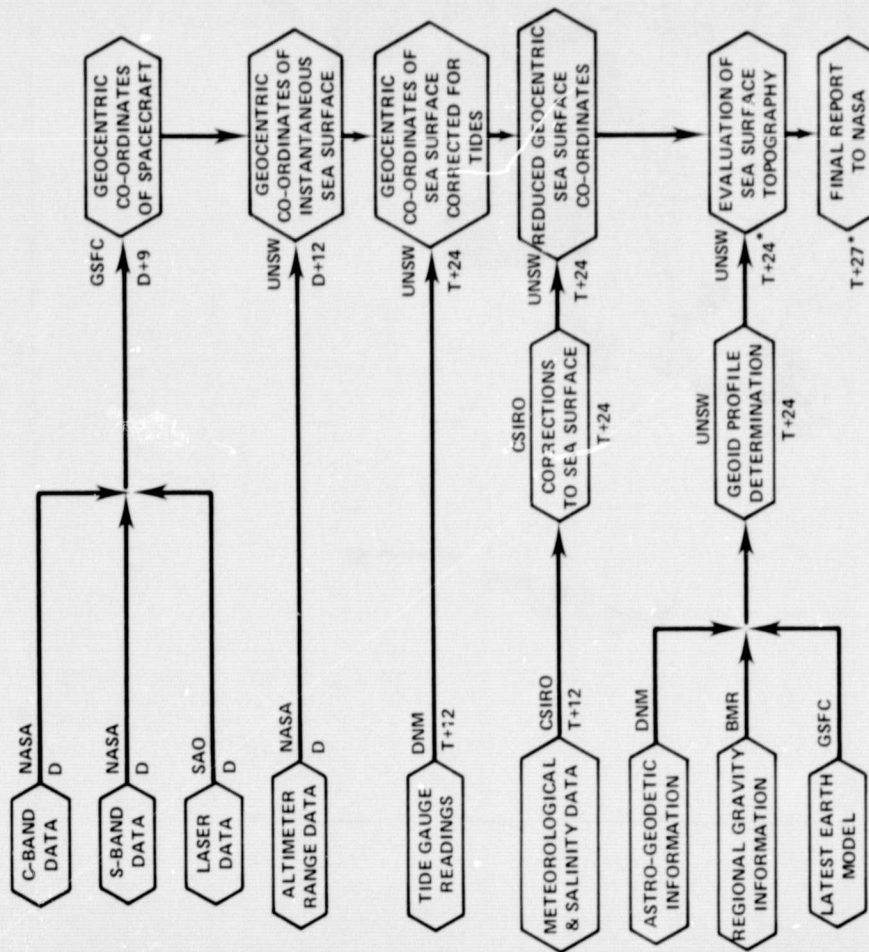 C-BAND
DATA
NASA
D
S-BAND
DATA
NASA
D
LASER
DATA
SAO
D
GSFC
D+9
GEOCENTRIC
CO-ORDINATES
OF SPACECRAFT
ALTIMETER
RANGE DATA
NASA
D
UNSW
D+12
GEOCENTRIC
CO-ORDINATES OF
INSTANTANEOUS
SEA SURFACE
TIDE GAUGE
READINGS
DNM
T+12
UNSW
T+24
GEOCENTRIC
CO-ORDINATES OF
SEA SURFACE
CORRECTED FOR
TIDES
METEOROLOGICAL
& SALINITY DATA
CSIRO
T+12
CSIRO
CORRECTIONS
TO SEA SURFACE
T+24
UNSW
T+24
REDUCED GEOCENTRIC
SEA SURFACE
CO-ORDINATES
ASTRO-GEODETIC
INFORMATION
DNM
REGIONAL GRAVITY
INFORMATION
BMR
LATEST EARTH
MODEL
GSFC
UNSW
GEOID PROFILE
DETERMINATION
T+24
UNSW
T+24*
EVALUATION OF
SEA SURFACE
TOPOGRAPHY
T+27*
FINAL REPORT
TO NASA